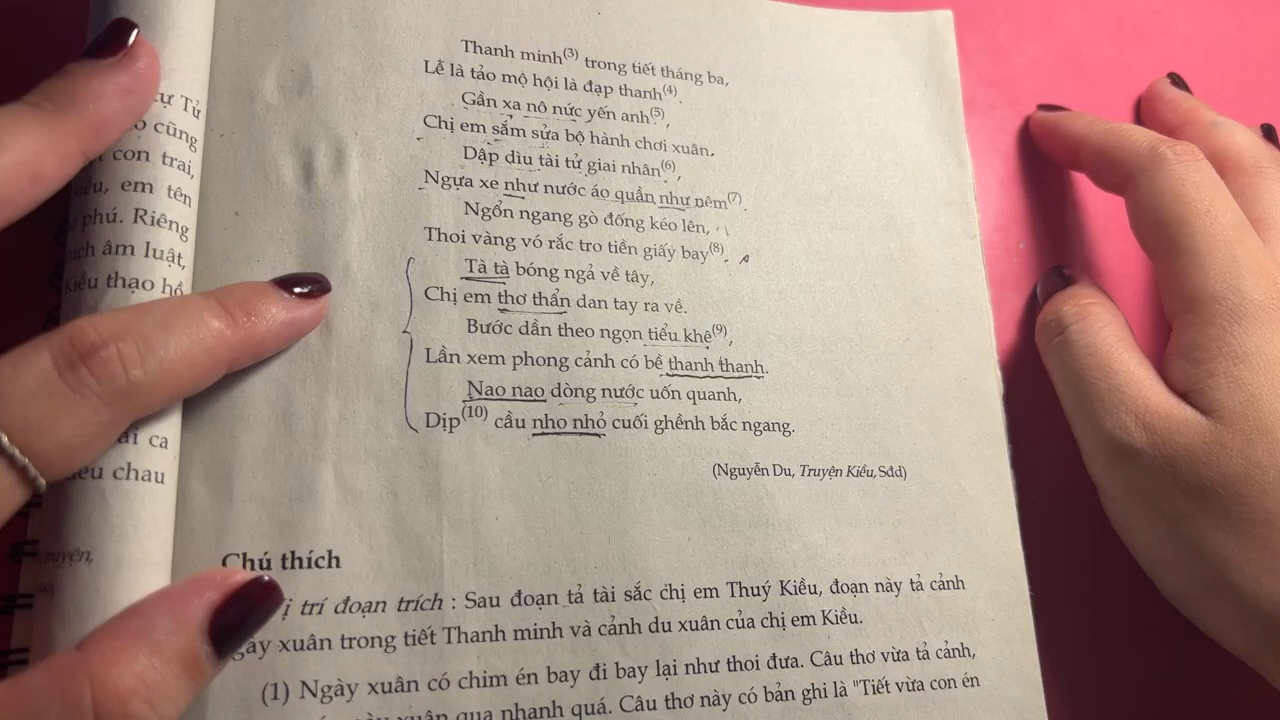 ự Tủ
cũng
con trai,
em tên
phú. Riêng
ích âm luật,
Kiều thạo hồ
ca
chau
Thanh minh(3) trong tiết tháng ba,
Lễ là tảo mộ hội là đạp thanh(4).
Gần xa nô nức yến anh(5),
Chị em sắm sửa bộ hành chơi xuân.
Dập dìu tài tử giai nhân(6),
Ngựa xe như nước áo quần như nêm(7).
Ngổn ngang gò đống kéo lên,
Thoi vàng vó rắc tro tiền giấy bay(8).
Tà tà bóng ngả về tây,
Chị em thơ thẩn dan tay ra về.
Bước dần theo ngọn tiểu khê(9),
Lần xem phong cảnh có bề thanh thanh.
Nao nao dòng nước uốn quanh,
Dịp(10) cầu nho nhỏ cuối ghềnh bắc ngang.
(Nguyễn Du, Truyện Kiều, Sđd)
Chú thích
trí đoạn trích : Sau đoạn tả tài sắc chị em Thuý Kiều, đoạn này tả cảnh
xuân trong tiết Thanh minh và cảnh du xuân của chị em Kiều.
(1) Ngày xuân có chim én bay đi bay lại như thoi đưa. Câu thơ vừa tả cảnh,
xuân qua nhanh quá. Câu thơ này có bản ghi là "Tiết vừa con én